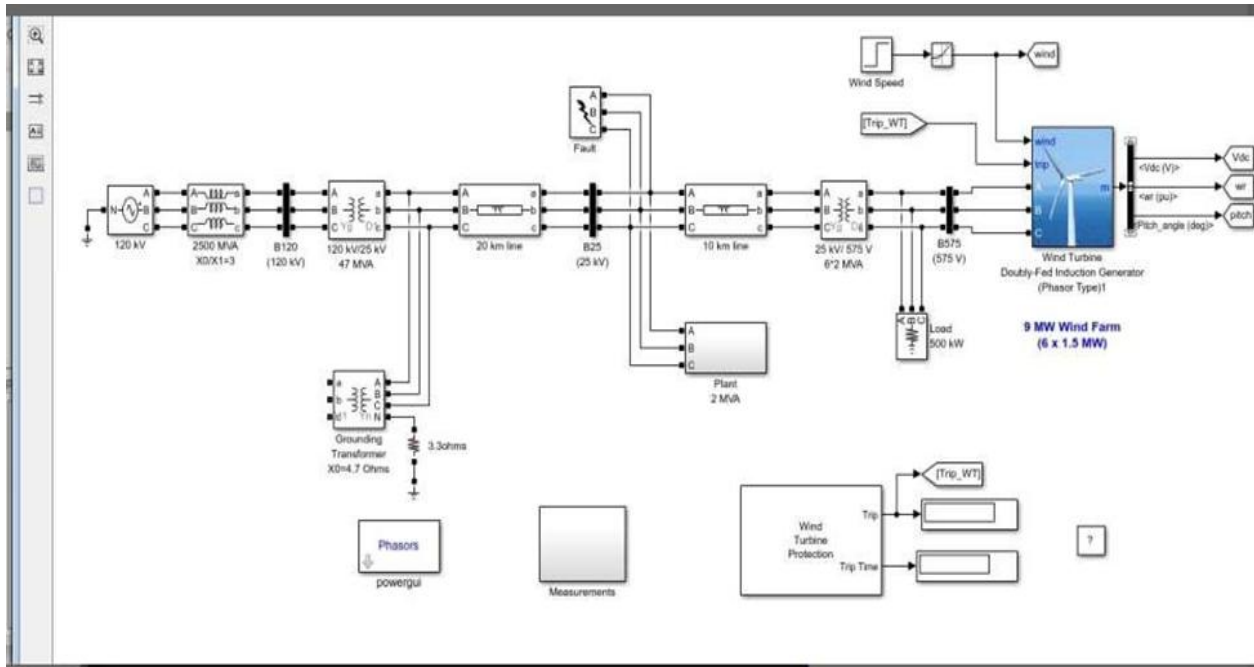 Wind Speed
wind
[Trip_WT]
A
B
C
Fault
wind
trip
A
B
C
m
<Vdc (V)>
<wr (pu)>
<Pitch_angle (deg)>
Vdc
wr
pitch
N
A
B
C
120 kV
A
B
C
a
b
c
2500 MVA
X0/X1=3
B120
(120 kV)
A
B
C
a
b
c
Yg
120 kV/25 kV
47 MVA
A
B
C
a
b
c
20 km line
B25
(25 kV)
A
B
C
a
b
c
10 km line
A
B
C
a
b
c
Yg
25 kV/ 575 V
6*2 MVA
B575
(575 V)
Wind Turbine
Doubly-Fed Induction Generator
(Phasor Type)1
A
B
C
Load
500 kW
9 MW Wind Farm
(6 x 1.5 MW)
A
B
C
Plant
2 MVA
a
b
A
B
C
N
Yn
Grounding
Transformer
X0=4.7 Ohms
3.3ohms
Phasors
powergui
Measurements
Wind
Turbine
Protection
Trip
Trip Time
[Trip_WT]
?